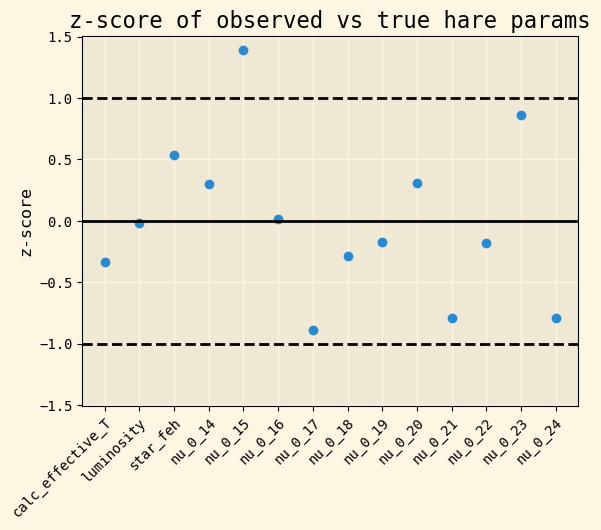 z-score of observed vs true hare params
1.5
1.0
0.5
0.0
−0.5
−1.0
−1.5
z-score
calc_effective_T
luminosity
star_feh
nu_0_14
nu_0_15
nu_0_16
nu_0_17
nu_0_18
nu_0_19
nu_0_20
nu_0_21
nu_0_22
nu_0_23
nu_0_24